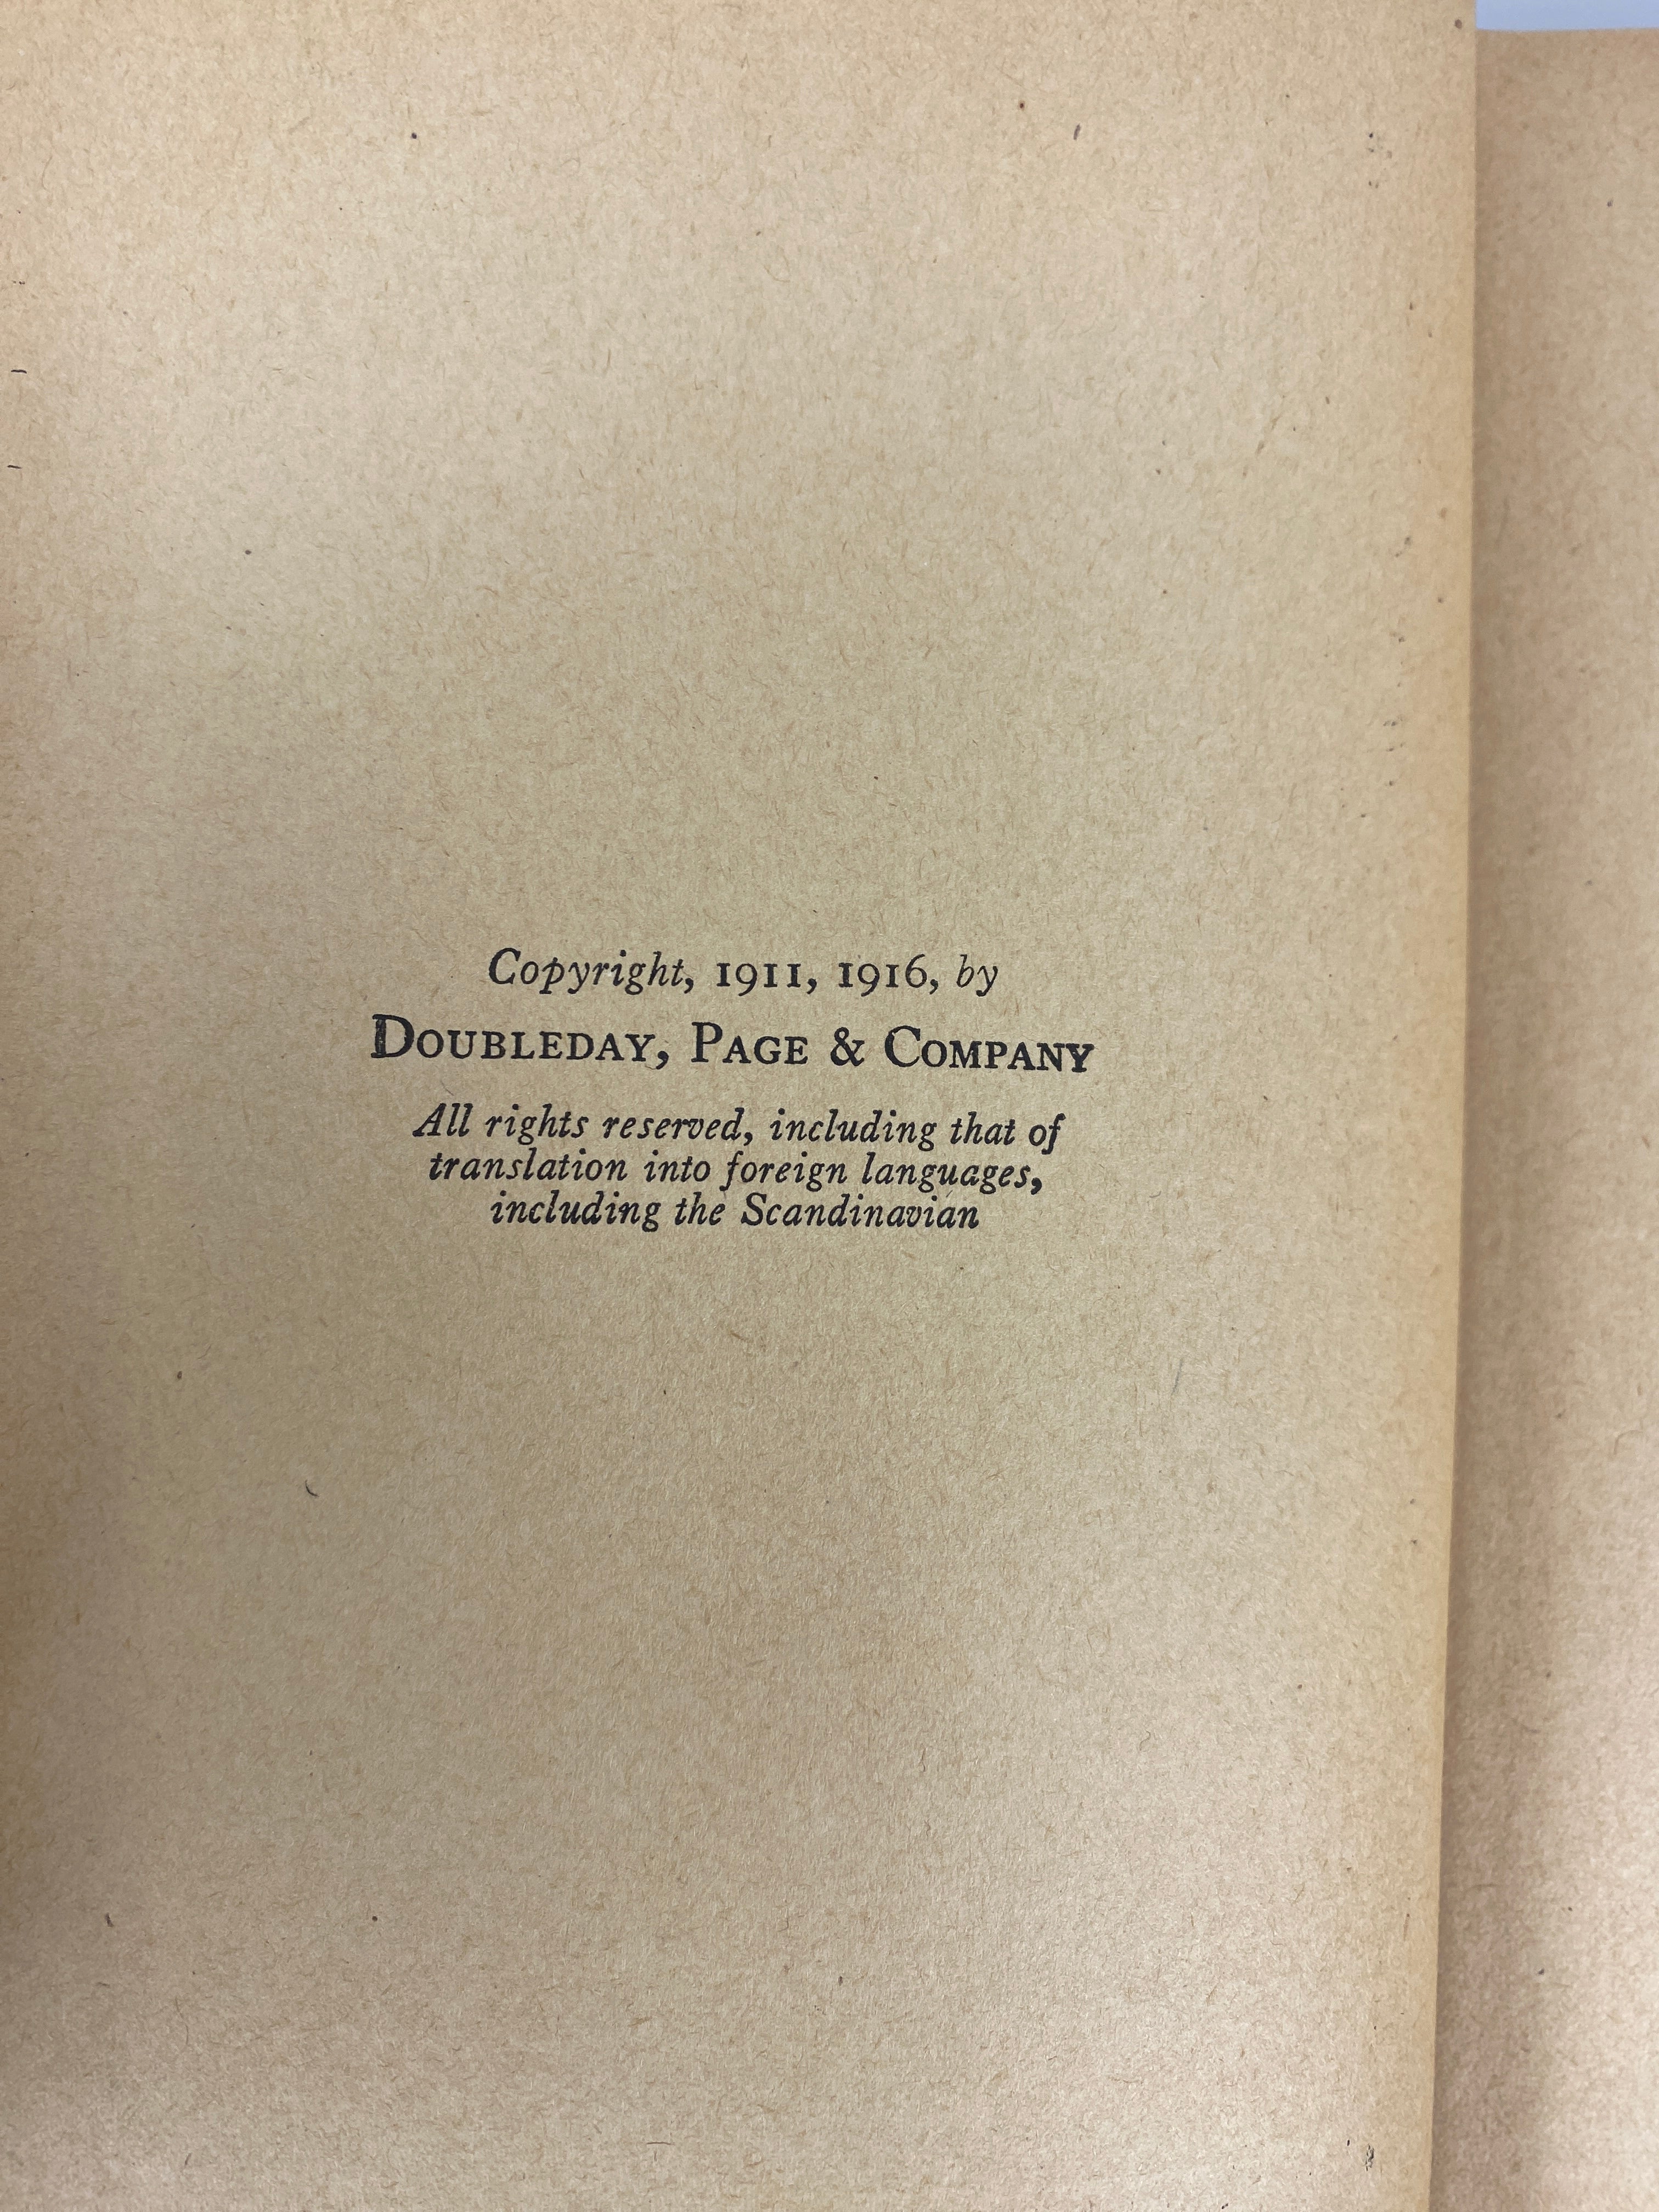 Copyright, 1911, 1916, by
DOUBLEDAY, PAGE & COMPANY
All rights reserved, including that of
translation into foreign languages,
including the Scandinavian